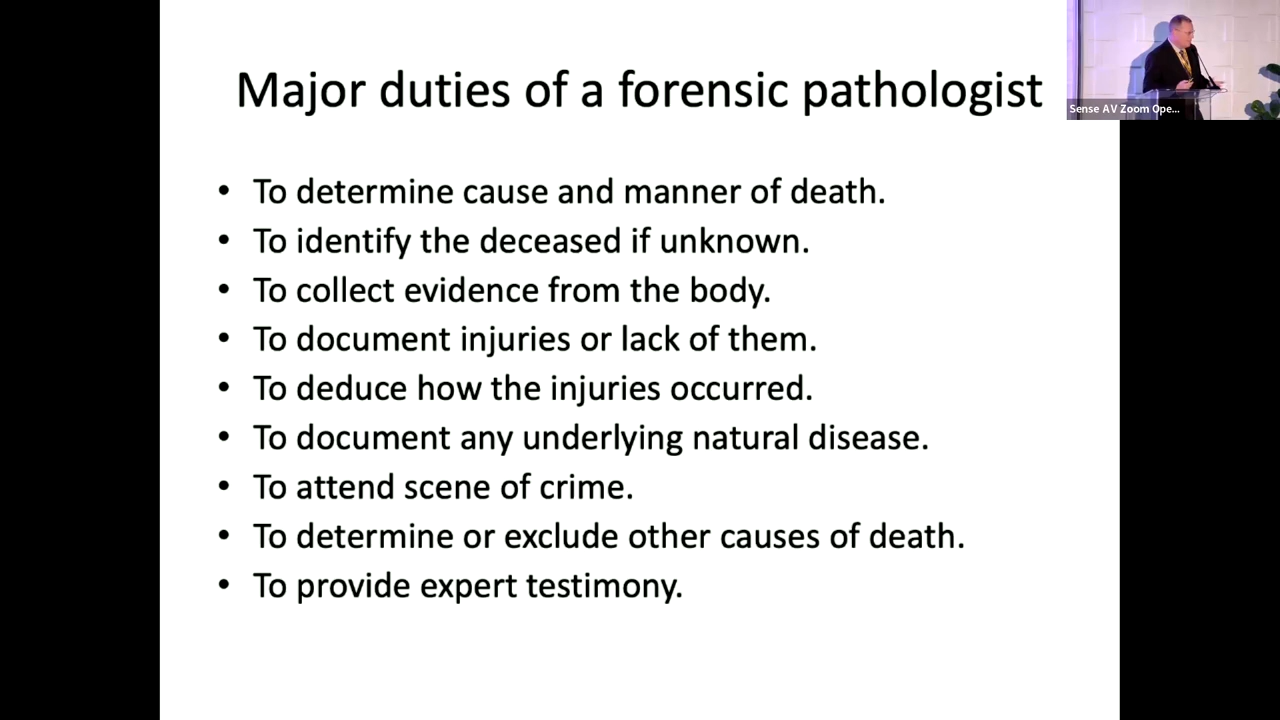 Major duties of a forensic pathologist
Sense AV Zoom Ope...
• To determine cause and manner of death.
• To identify the deceased if unknown.
• To collect evidence from the body.
• To document injuries or lack of them.
• To deduce how the injuries occurred.
• To document any underlying natural disease.
• To attend scene of crime.
• To determine or exclude other causes of death.
• To provide expert testimony.